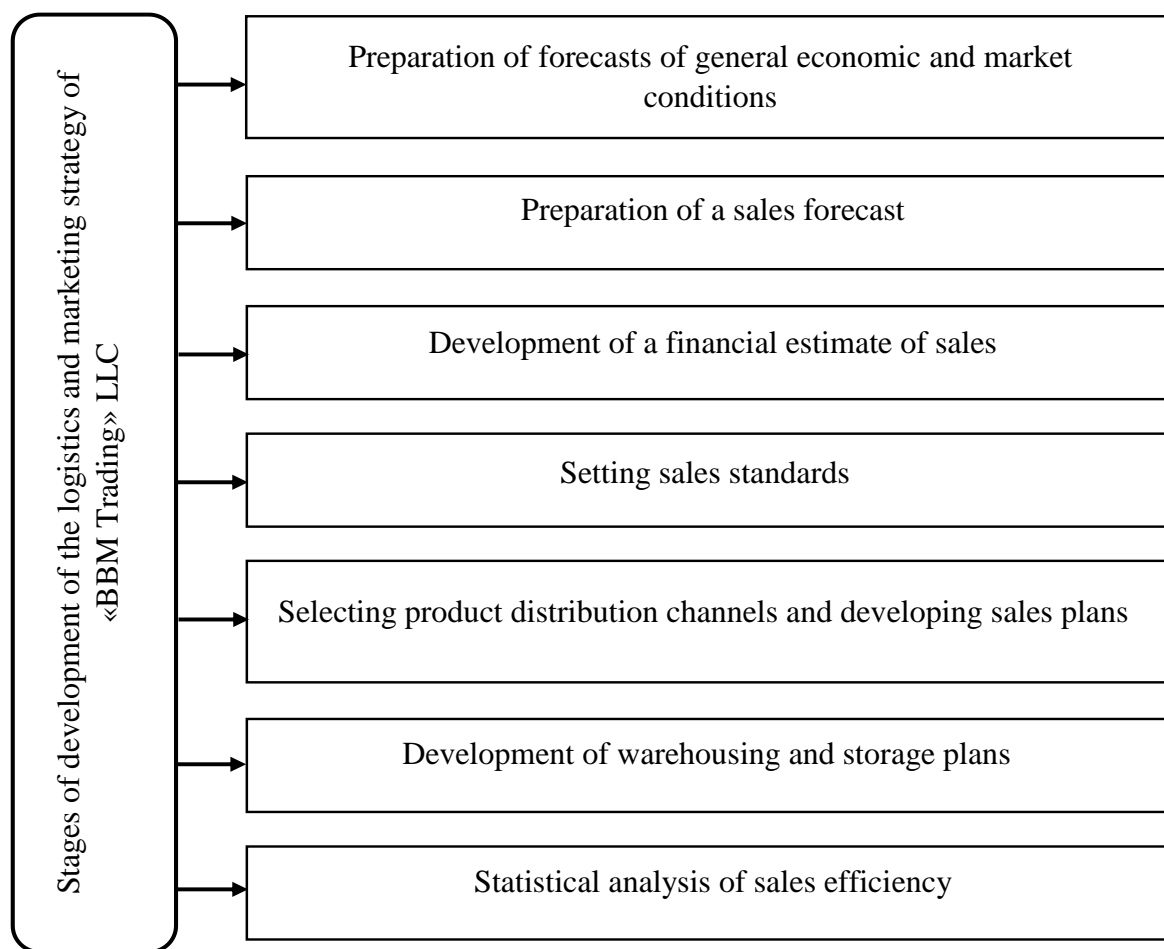 Stages of development of the logistics and marketing strategy of
«BBM Trading» LLC
Preparation of forecasts of general economic and market
conditions
Preparation of a sales forecast
Development of a financial estimate of sales
Setting sales standards
Selecting product distribution channels and developing sales plans
Development of warehousing and storage plans
Statistical analysis of sales efficiency